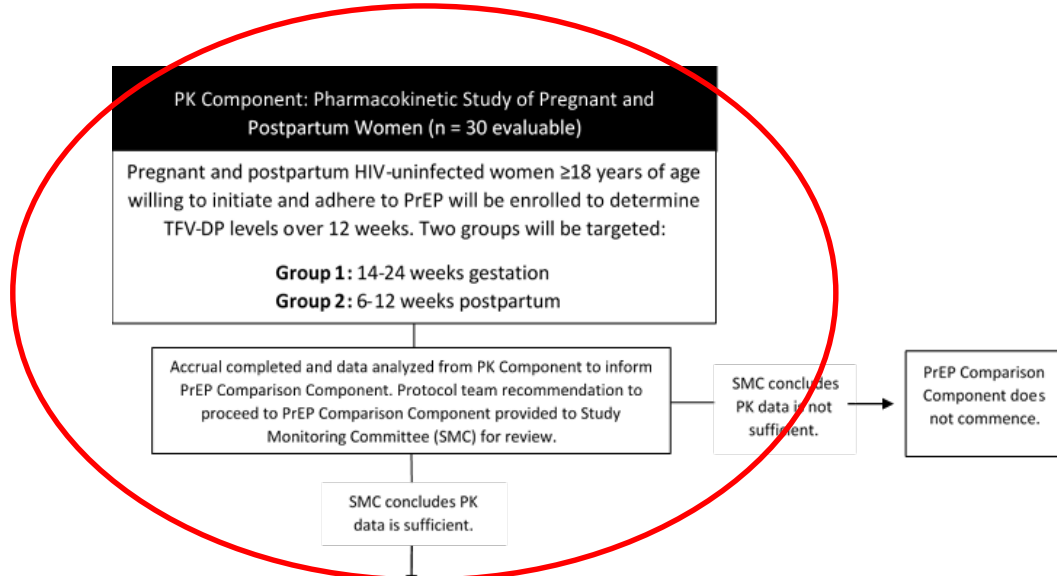 PK Component: Pharmacokinetic Study of Pregnant and
Postpartum Women (n = 30 evaluable)
Pregnant and postpartum HIV-uninfected women ≥18 years of age
willing to initiate and adhere to PrEP will be enrolled to determine
TFV-DP levels over 12 weeks. Two groups will be targeted:
Group 1: 14-24 weeks gestation
Group 2: 6-12 weeks postpartum
Accrual completed and data analyzed from PK Component to inform
PrEP Comparison Component. Protocol team recommendation to
proceed to PrEP Comparison Component provided to Study
Monitoring Committee (SMC) for review.
SMC concludes
PK data is not
sufficient.
PrEP Comparison
Component does
not commence.
SMC concludes PK
data is sufficient.